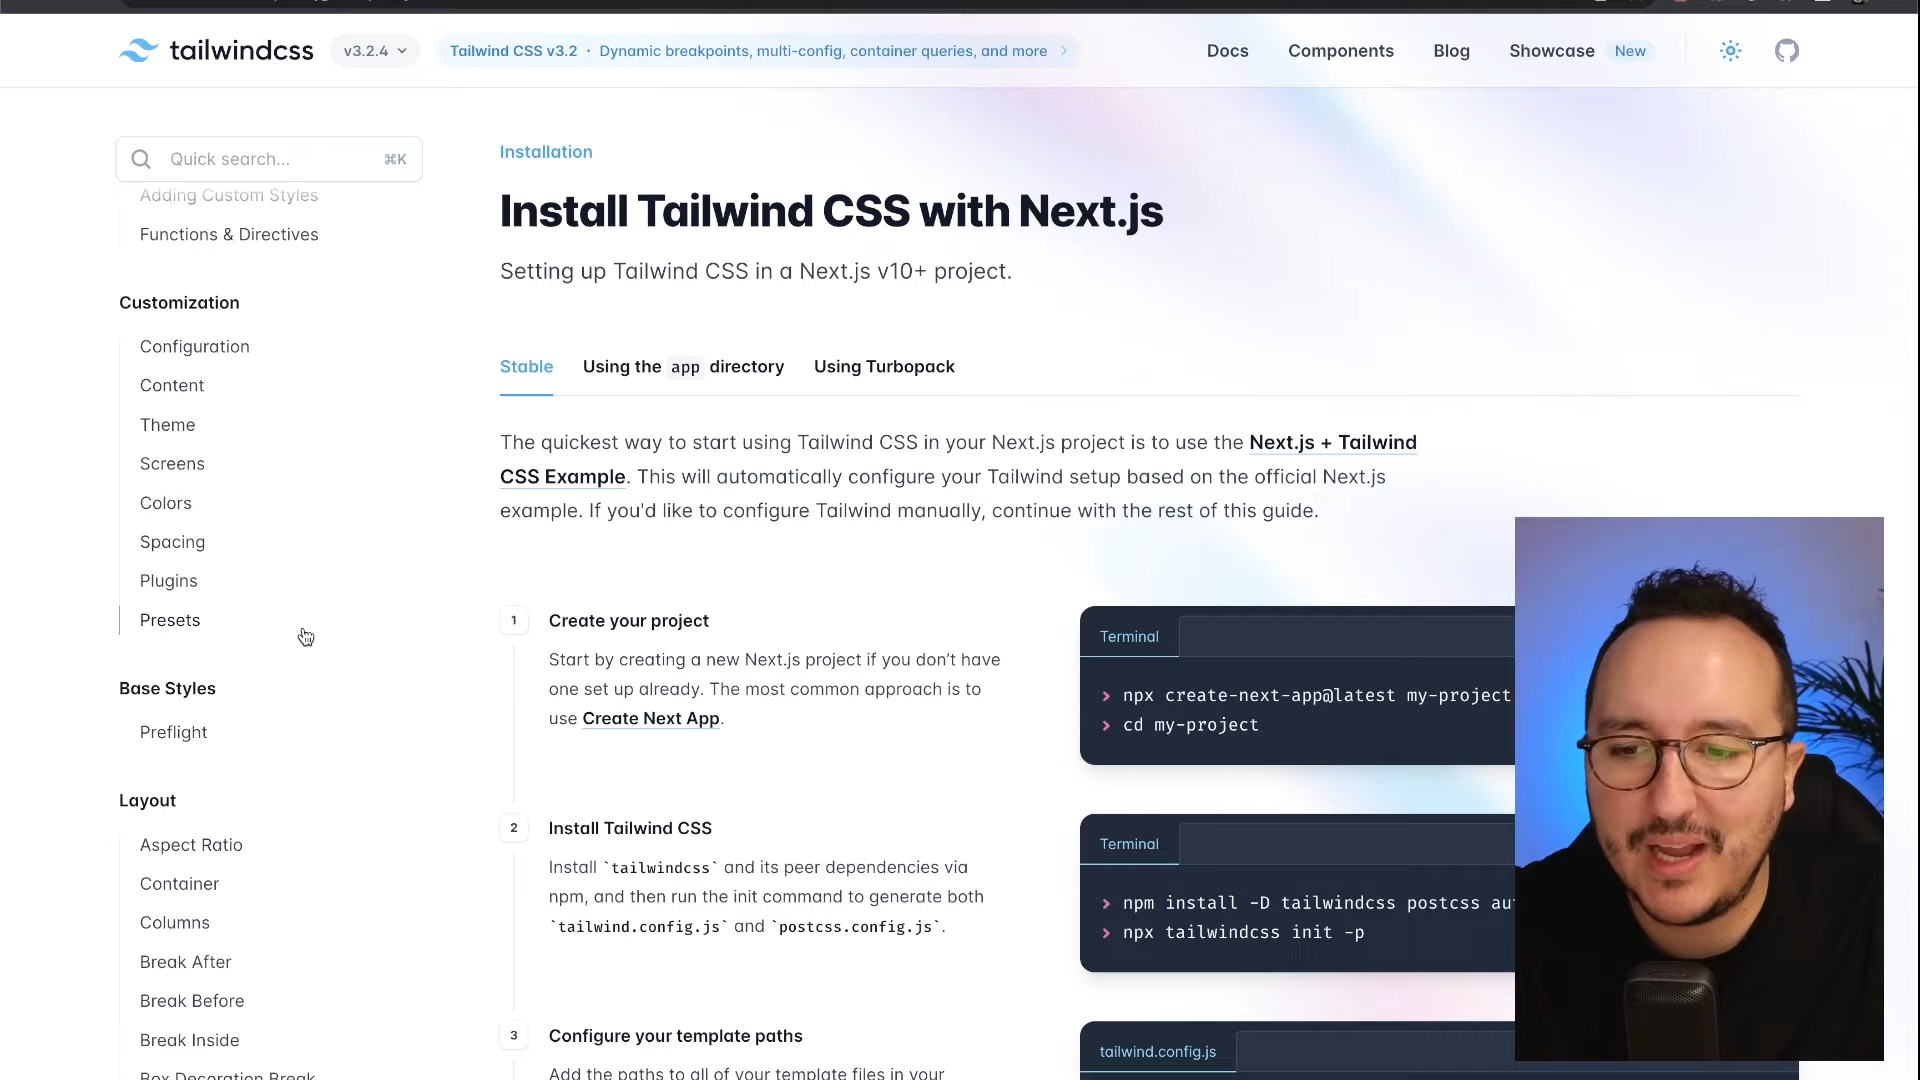 tailwindcss
v3.2.4
Tailwind CSS v3.2 · Dynamic breakpoints, multi-config, container queries, and more
Docs
Components
Blog
Showcase
New
Quick search...
⌘K
Adding Custom Styles
Functions & Directives
Customization
Configuration
Content
Theme
Screens
Colors
Spacing
Plugins
Presets
Base Styles
Preflight
Layout
Aspect Ratio
Container
Columns
Break After
Break Before
Break Inside
Box Decoration Break
Installation
Install Tailwind CSS with Next.js
Setting up Tailwind CSS in a Next.js v10+ project.
Stable
Using the app directory
Using Turbopack
The quickest way to start using Tailwind CSS in your Next.js project is to use the Next.js + Tailwind
CSS Example. This will automatically configure your Tailwind setup based on the official Next.js
example. If you'd like to configure Tailwind manually, continue with the rest of this guide.
1
Create your project
Start by creating a new Next.js project if you don’t have
one set up already. The most common approach is to
use Create Next App.
Terminal
> npx create-next-app@latest my-project
> cd my-project
2
Install Tailwind CSS
Install `tailwindcss` and its peer dependencies via
npm, and then run the init command to generate both
`tailwind.config.js` and `postcss.config.js`.
Terminal
> npm install -D tailwindcss postcss au
> npx tailwindcss init -p
3
Configure your template paths
Add the paths to all of your template files in your
tailwind.config.js